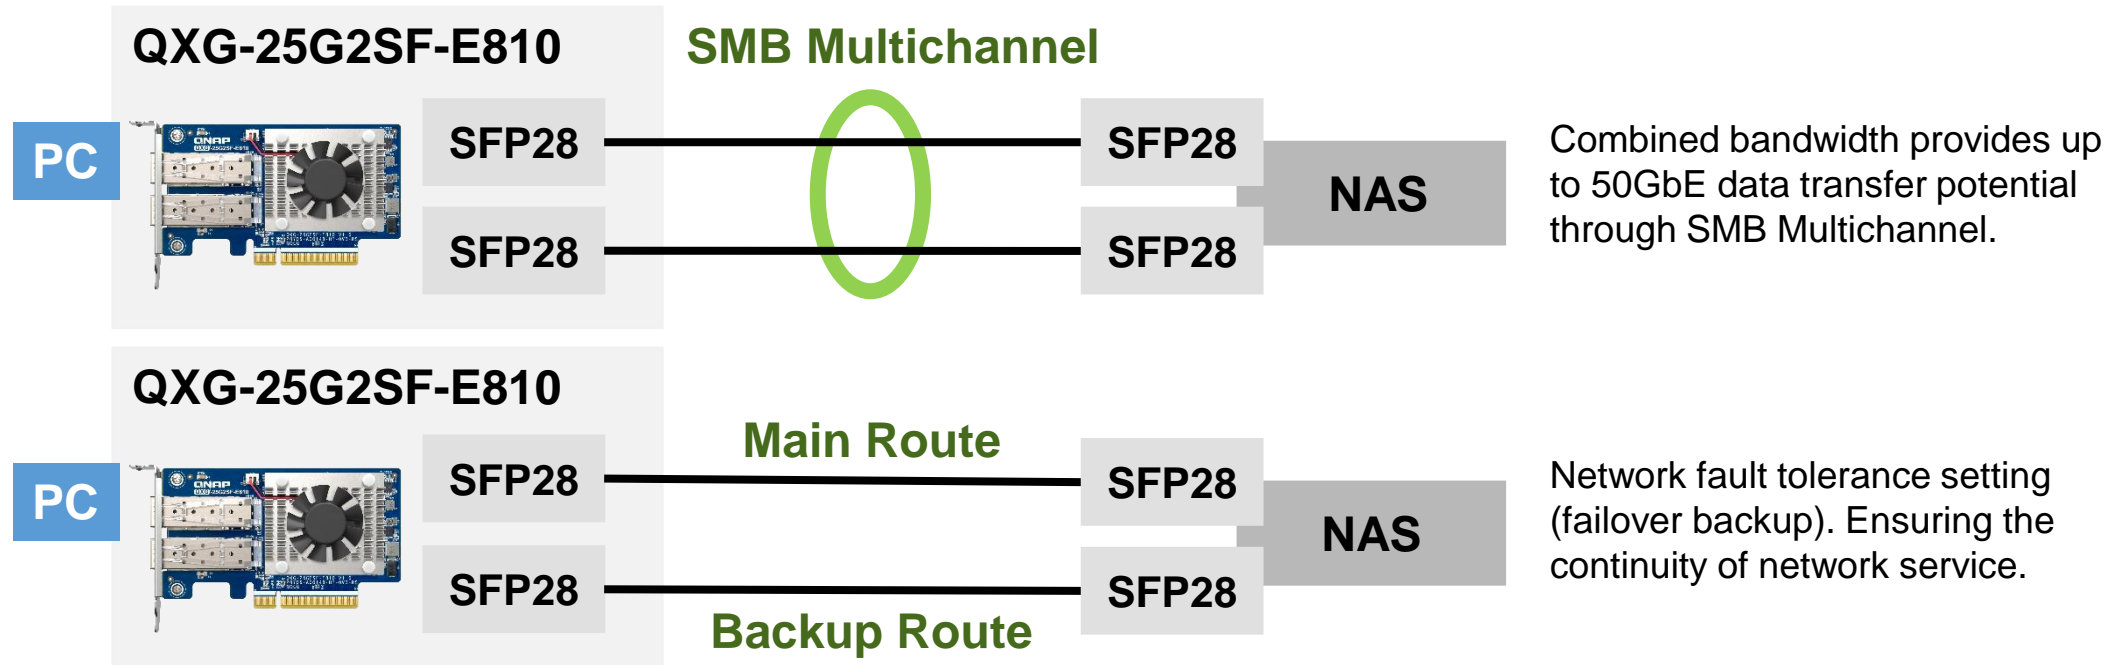 QXG-25G2SF-E810
SMB Multichannel
PC
QNAP
SFP28
SFP28
SFP28
SFP28
NAS
Combined bandwidth provides up
to 50GbE data transfer potential
through SMB Multichannel.
QXG-25G2SF-E810
Main Route
PC
QNAP
SFP28
SFP28
SFP28
SFP28
NAS
Backup Route
Network fault tolerance setting
(failover backup). Ensuring the
continuity of network service.